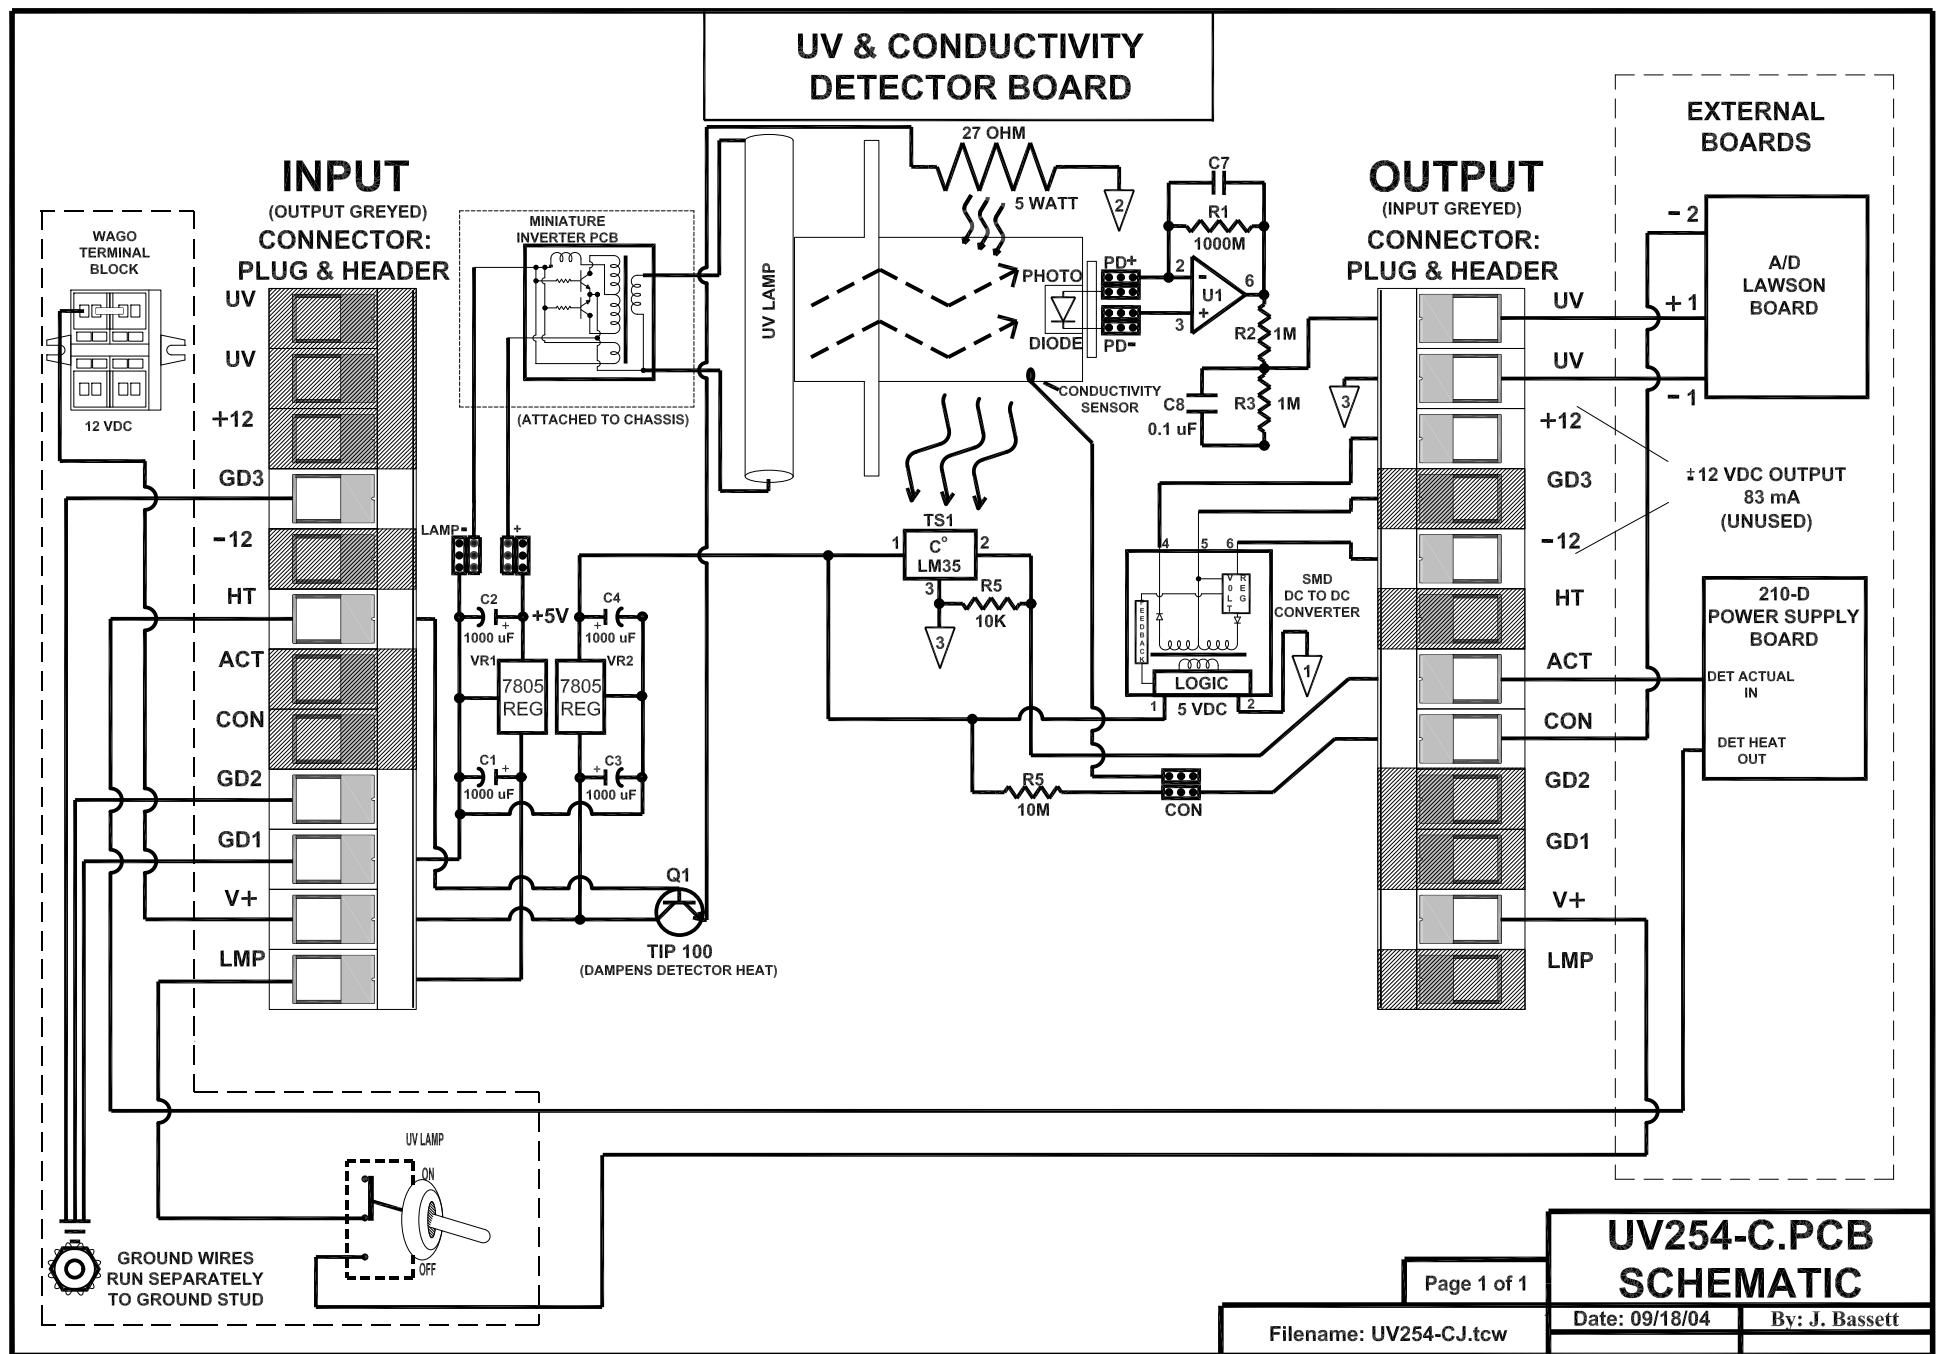 UV & CONDUCTIVITY
DETECTOR BOARD
INPUT
(OUTPUT GREYED)
CONNECTOR:
PLUG & HEADER
WAGO
TERMINAL
BLOCK
12 VDC
UV
UV
+12
GD3
-12
HT
ACT
CON
GD2
GD1
V+
LMP
MINIATURE
INVERTER PCB
(ATTACHED TO CHASSIS)
LAMP-
+
C2
1000 uF
+
+5V
C4
1000 uF
+
VR1
7805
REG
VR2
7805
REG
C1
1000 uF
+
C3
1000 uF
+
Q1
TIP 100
(DAMPENS DETECTOR HEAT)
UV LAMP
27 OHM
5 WATT
2
C7
R1
1000M
PHOTO
DIODE
PD+
PD-
2
-
U1
+
3
6
R2
1M
R3
1M
C8
0.1 uF
CONDUCTIVITY
SENSOR
TS1
1
C°
LM35
2
3
R5
10K
3
4
5
6
VOLT
REG
FEEDBACK
LOGIC
1
5 VDC
2
SMD
DC TO DC
CONVERTER
1
R5
10M
CON
OUTPUT
(INPUT GREYED)
CONNECTOR:
PLUG & HEADER
3
UV
UV
+12
GD3
-12
HT
ACT
CON
GD2
GD1
V+
LMP
EXTERNAL
BOARDS
- 2
+ 1
- 1
A/D
LAWSON
BOARD
±12 VDC OUTPUT
83 mA
(UNUSED)
210-D
POWER SUPPLY
BOARD
DET ACTUAL
IN
DET HEAT
OUT
UV LAMP
ON
OFF
GROUND WIRES
RUN SEPARATELY
TO GROUND STUD
UV254-C.PCB
SCHEMATIC
Page 1 of 1
Date: 09/18/04
By: J. Bassett
Filename: UV254-CJ.tcw